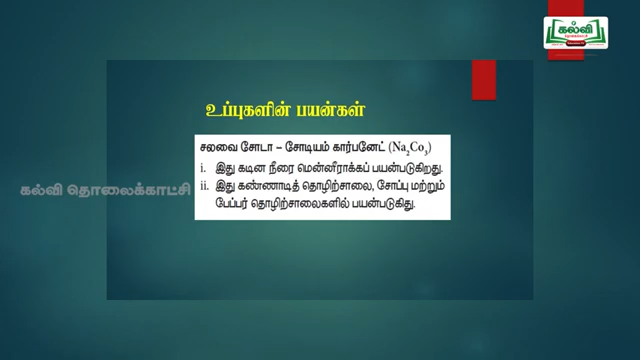 கல்வி
உப்புகளின் பயன்கள்
சலவை சோடா – சோடியம் கார்பனேட் (Na₂Co₃)
i. இது கடின நீரை மென்னீராக்கப் பயன்படுகிறது.
ii. இது கண்ணாடித் தொழிற்சாலை, சோப்பு மற்றும்
பேப்பர் தொழிற்சாலைகளில் பயன்படுகிது.
கல்வி தொலைக்காட்சி